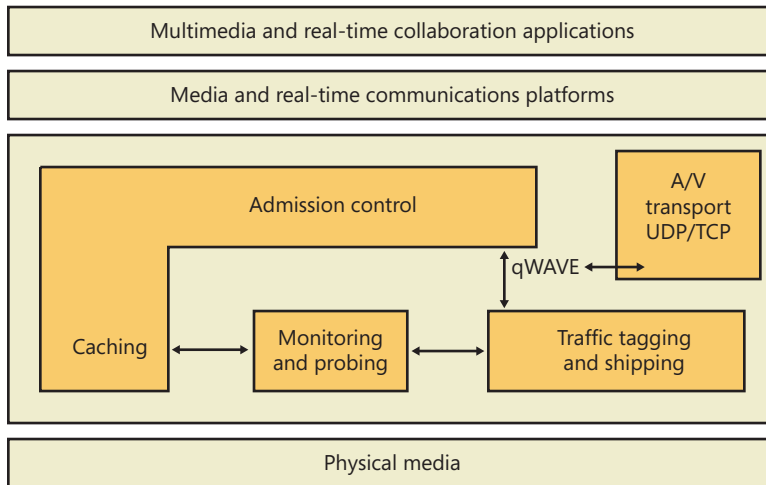 Multimedia and real-time collaboration applications
Media and real-time communications platforms
Admission control
A/V
transport
UDP/TCP
qWAVE
Caching
Monitoring
and probing
Traffic tagging
and shipping
Physical media